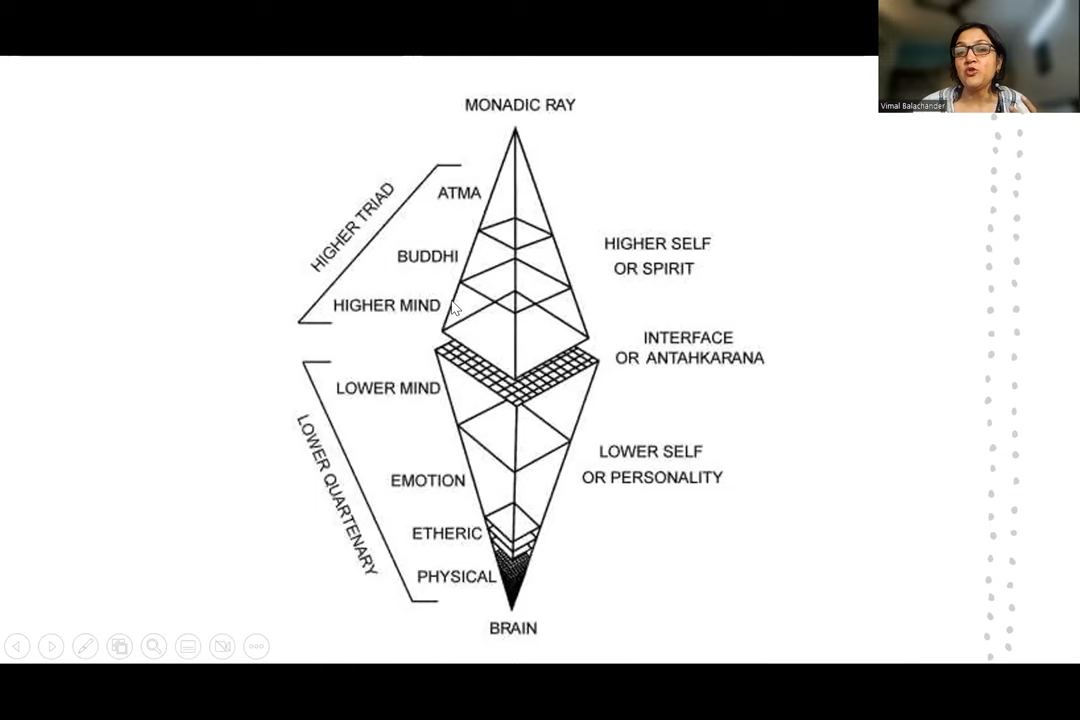 Vimal Balachander
MONADIC RAY
ATMA
HIGHER TRIAD
BUDDHI
HIGHER MIND
HIGHER SELF
OR SPIRIT
INTERFACE
OR ANTAHKARANA
LOWER MIND
LOWER QUARTENARY
EMOTION
LOWER SELF
OR PERSONALITY
ETHERIC
PHYSICAL
BRAIN